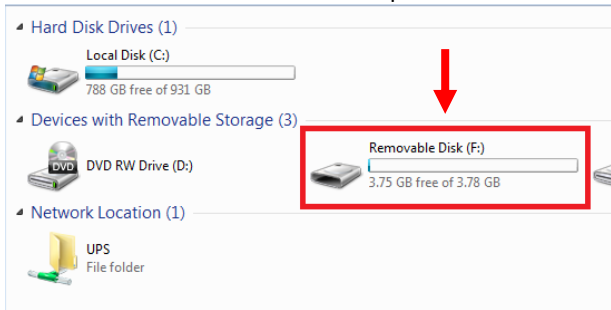 Hard Disk Drives (1)
Local Disk (C:)
788 GB free of 931 GB
Devices with Removable Storage (3)
DVD
DVD RW Drive (D:)
Removable Disk (F:)
3.75 GB free of 3.78 GB
Network Location (1)
UPS
File folder